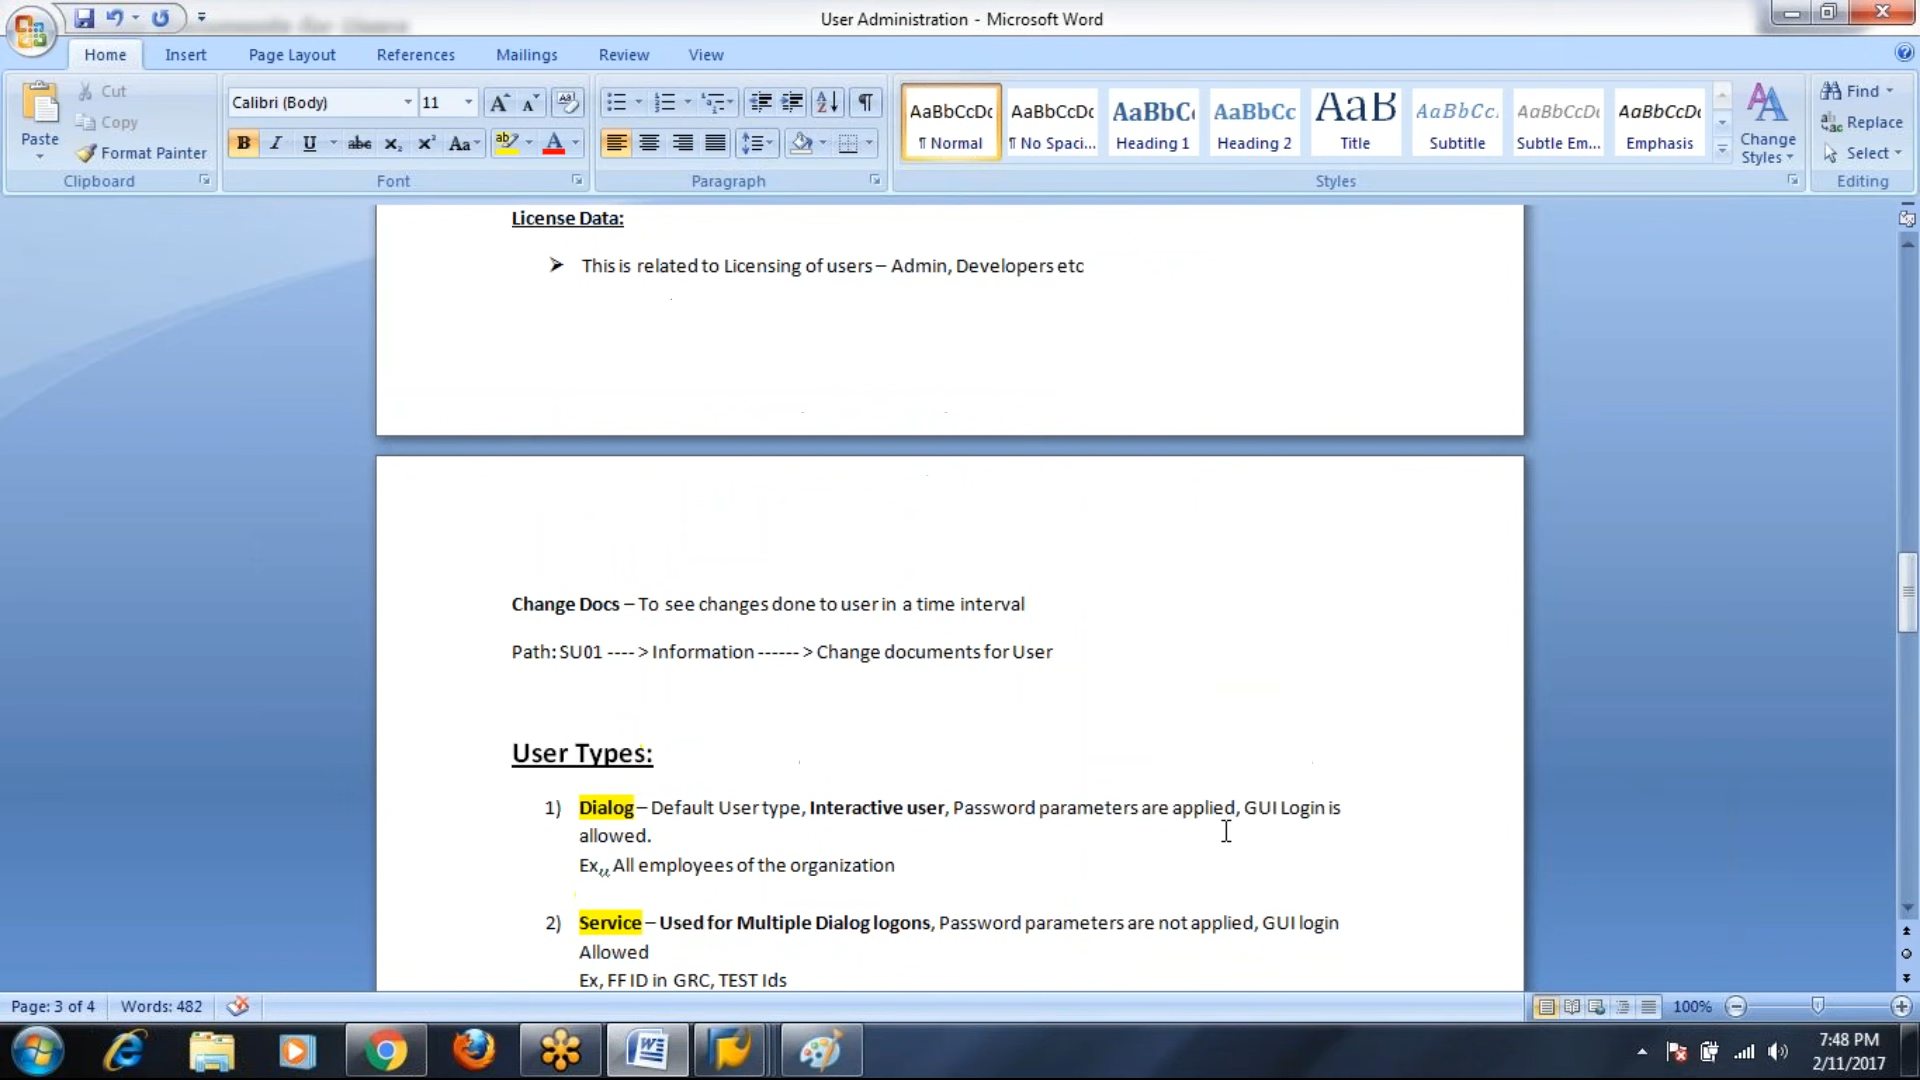 User Administration - Microsoft Word
Home Insert Page Layout References Mailings Review View
Paste
Cut
Copy
Format Painter
Clipboard
Calibri (Body) 11
Font
Paragraph
AaBbCcDc AaBbCcDc AaBbC AaBbCc AaB AaBbCc. AaBbCcDc AaBbCcDc
¶ Normal ¶ No Spaci... Heading 1 Heading 2 Title Subtitle Subtle Em... Emphasis
Change Styles
Styles
Find
Replace
Select
Editing
License Data:
➤ This is related to Licensing of users – Admin, Developers etc
Change Docs – To see changes done to user in a time interval
Path: SU01 ---- > Information ------ > Change documents for User
User Types:
1) Dialog – Default User type, Interactive user, Password parameters are applied, GUI Login is
allowed.
Ex,, All employees of the organization
2) Service – Used for Multiple Dialog logons, Password parameters are not applied, GUI login
Allowed
Ex, FF ID in GRC, TEST Ids
Page: 3 of 4 Words: 482 100%
7:48 PM
2/11/2017